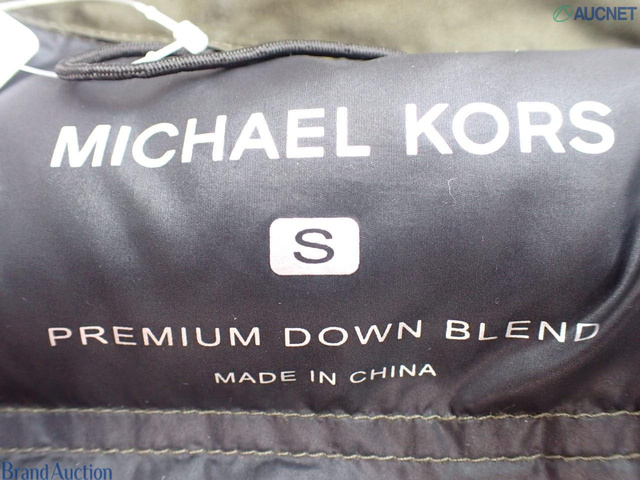 AUCNET
MICHAEL KORS
S
PREMIUM DOWN BLEND
MADE IN CHINA
Brand Auction